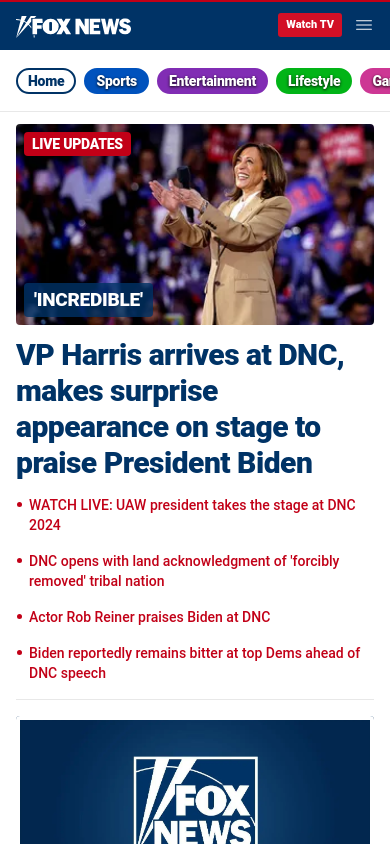 FOX NEWS
Watch TV
Home
Sports
Entertainment
Lifestyle
LIVE UPDATES
'INCREDIBLE'
VP Harris arrives at DNC,
makes surprise
appearance on stage to
praise President Biden
WATCH LIVE: UAW president takes the stage at DNC
2024
DNC opens with land acknowledgment of 'forcibly
removed' tribal nation
Actor Rob Reiner praises Biden at DNC
Biden reportedly remains bitter at top Dems ahead of
DNC speech
FOX
NEWS